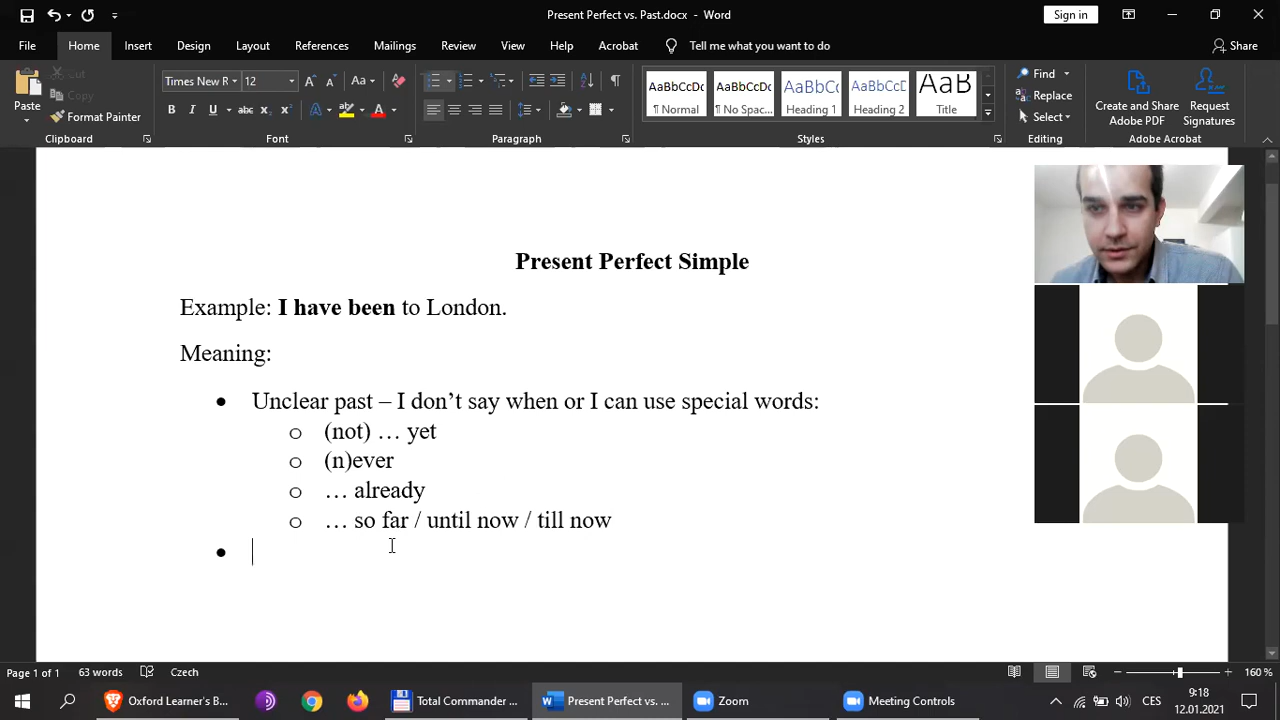 Present Perfect vs. Past.docx - Word
Sign in
File Home Insert Design Layout References Mailings Review View Help Acrobat Tell me what you want to do Share
Paste
Cut
Copy
Format Painter
Clipboard
Times New R 12
Aa
B I U abc x₂ x² A A
Font
Paragraph
AaBbCcDc AaBbCcDc AaBbCc AaBbCcD AaB
¶ Normal ¶ No Spac... Heading 1 Heading 2 Title
Styles
Find
Replace
Select
Editing
Create and Share Adobe PDF
Request Signatures
Adobe Acrobat
Present Perfect Simple
Example: I have been to London.
Meaning:
• Unclear past – I don’t say when or I can use special words:
o (not) … yet
o (n)ever
o … already
o … so far / until now / till now
•
Page 1 of 1 63 words Czech 160 %
Oxford Learner's B... Total Commander ... Present Perfect vs. ... Zoom Meeting Controls CES 9:18
12.01.2021